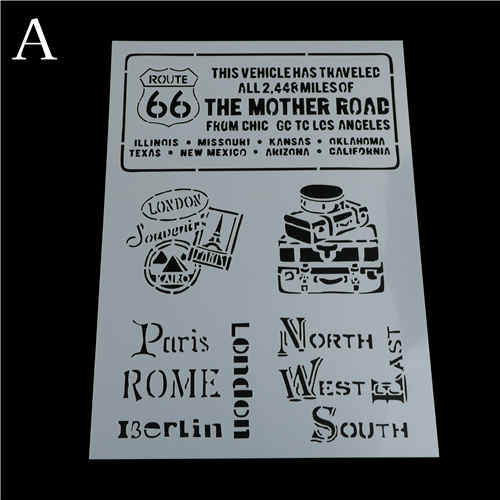 A
ROUTE
66
THIS VEHICLE HAS TRAVELED
ALL 2,448 MILES OF
THE MOTHER ROAD
FROM CHIC GC TO LOS ANGELES
ILLINOIS • MISSOURI • KANSAS • OKLAHOMA
TEXAS • NEW MEXICO • ARIZONA • CALIFORNIA
LONDON
Souvenir
PARIS
KAIRO
Paris
ROME
Berlin
London
NORTH
WEST
EAST
SOUTH